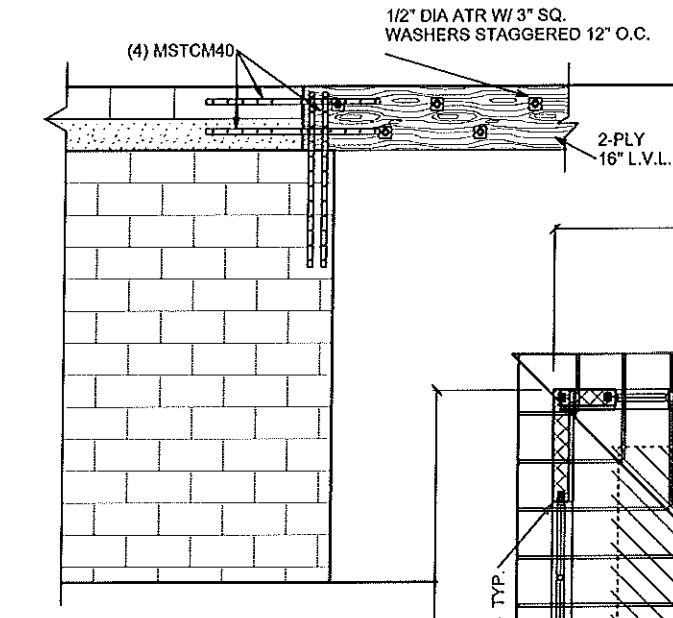 1/2" DIA ATR W/ 3" SQ.
WASHERS STAGGERED 12" O.C.
(4) MSTCM40
2-PLY
16" L.V.L.
TYP.